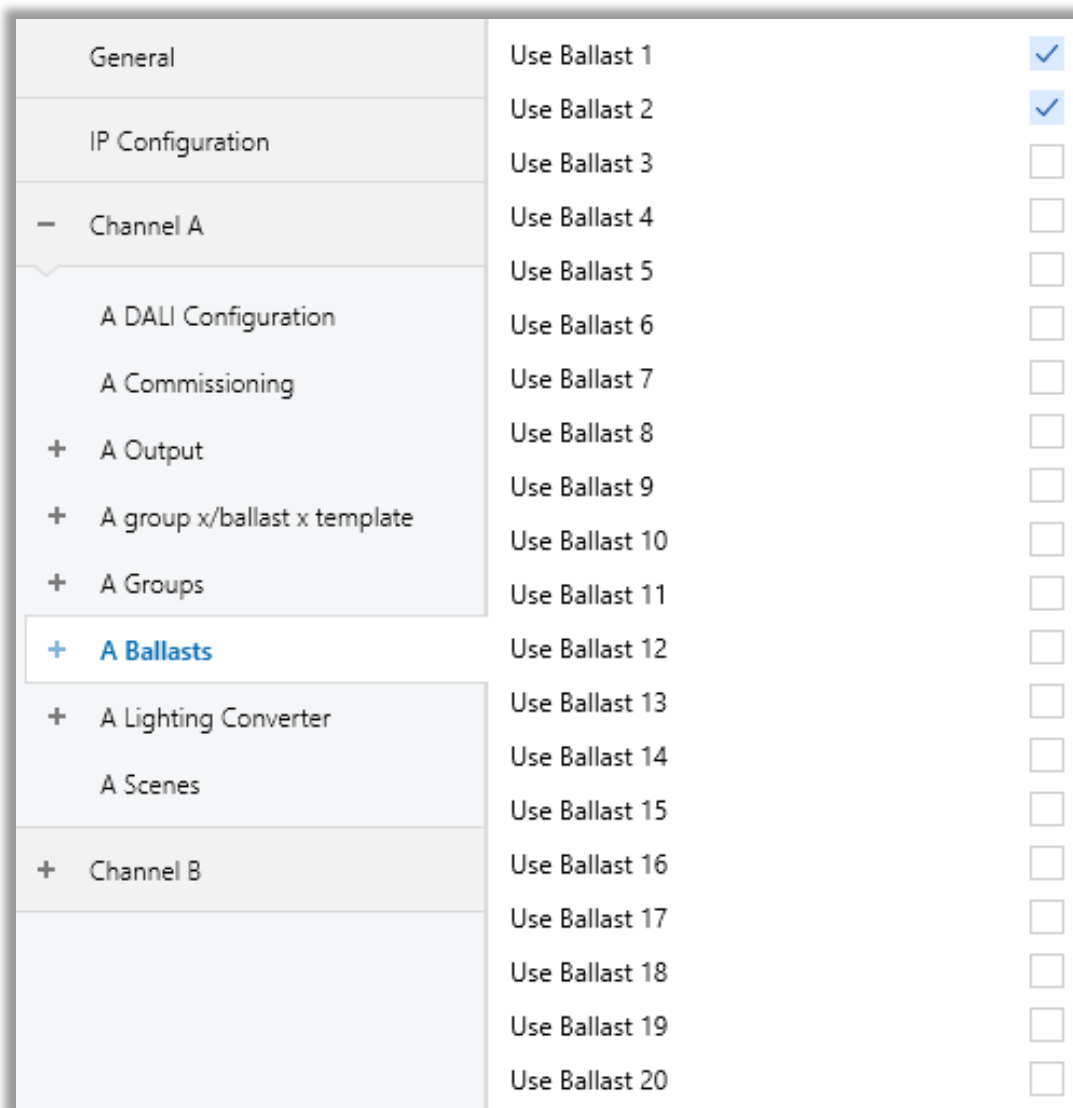 General
IP Configuration
Channel A
A DALI Configuration
A Commissioning
A Output
A group x/ballast x template
A Groups
A Ballasts
A Lighting Converter
A Scenes
Channel B
Use Ballast 1
Use Ballast 2
Use Ballast 3
Use Ballast 4
Use Ballast 5
Use Ballast 6
Use Ballast 7
Use Ballast 8
Use Ballast 9
Use Ballast 10
Use Ballast 11
Use Ballast 12
Use Ballast 13
Use Ballast 14
Use Ballast 15
Use Ballast 16
Use Ballast 17
Use Ballast 18
Use Ballast 19
Use Ballast 20